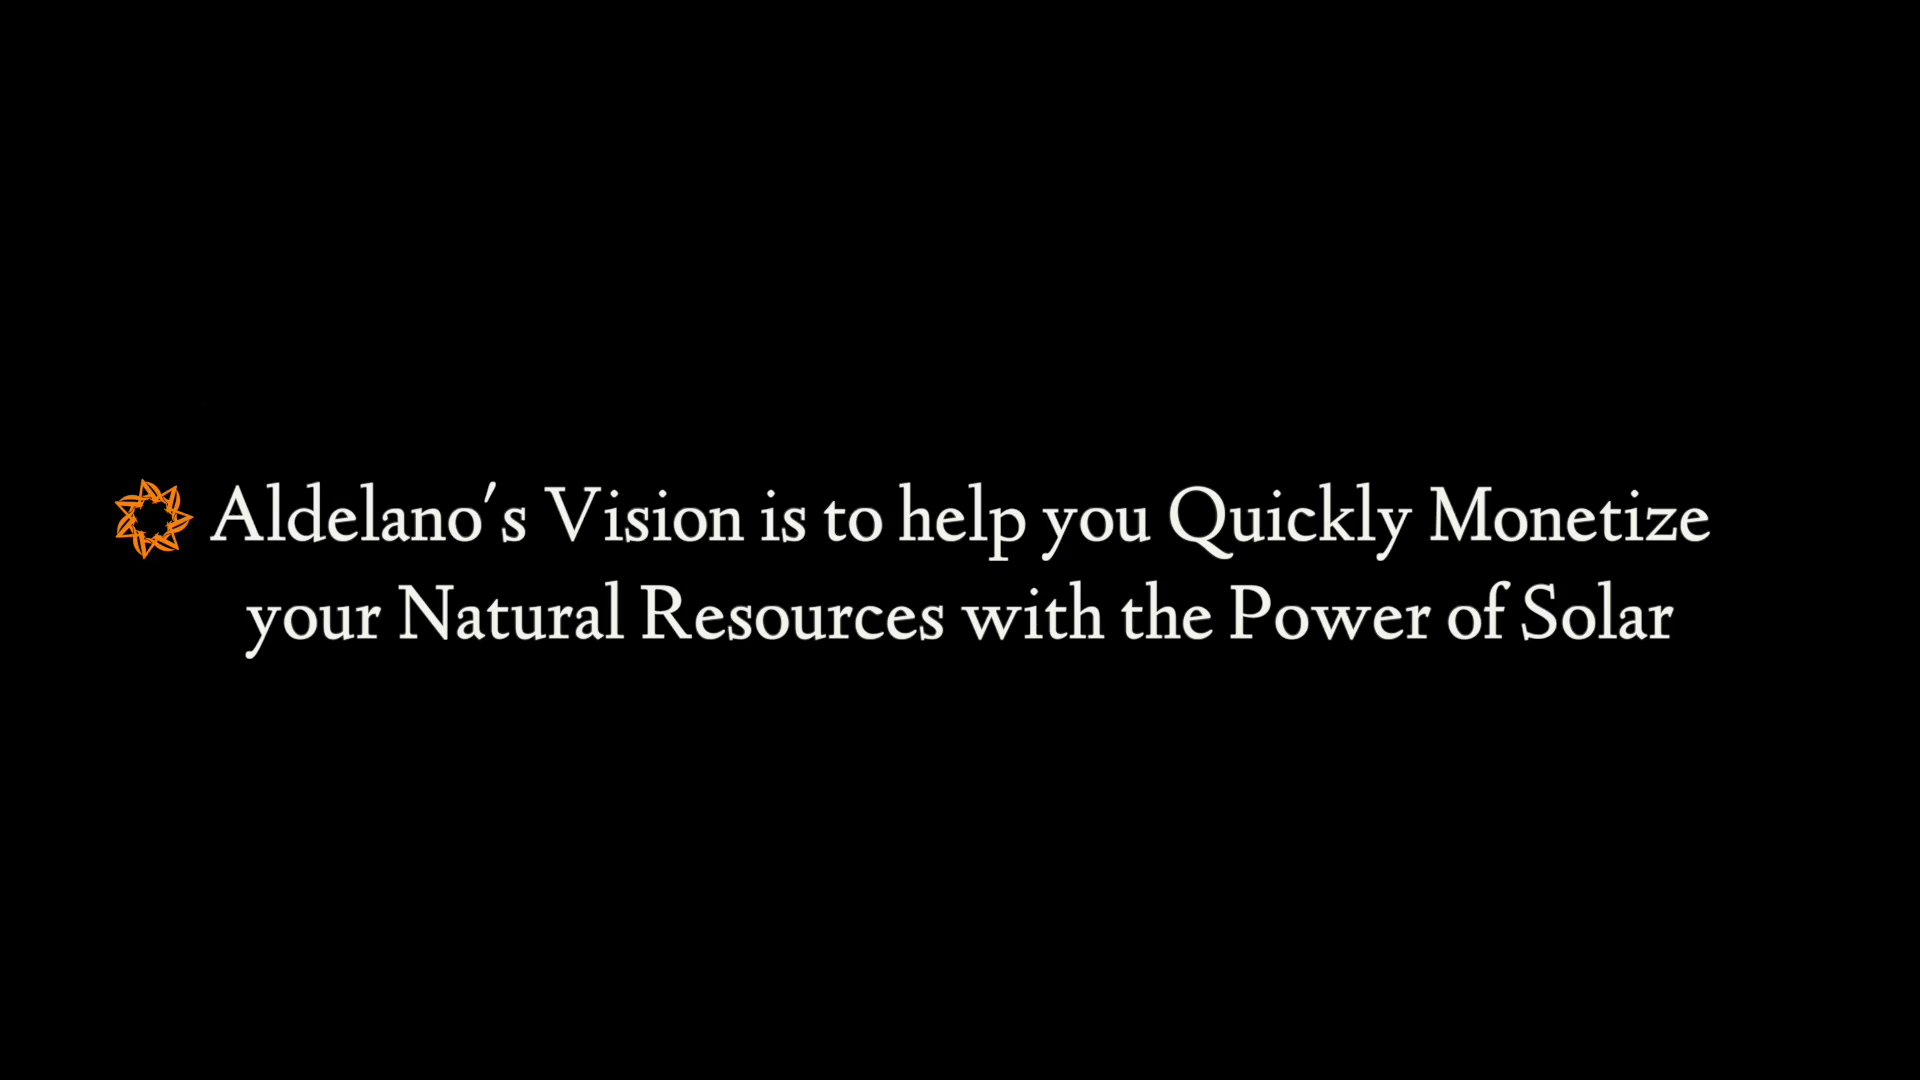 Aldelano's Vision is to help you Quickly Monetize
your Natural Resources with the Power of Solar